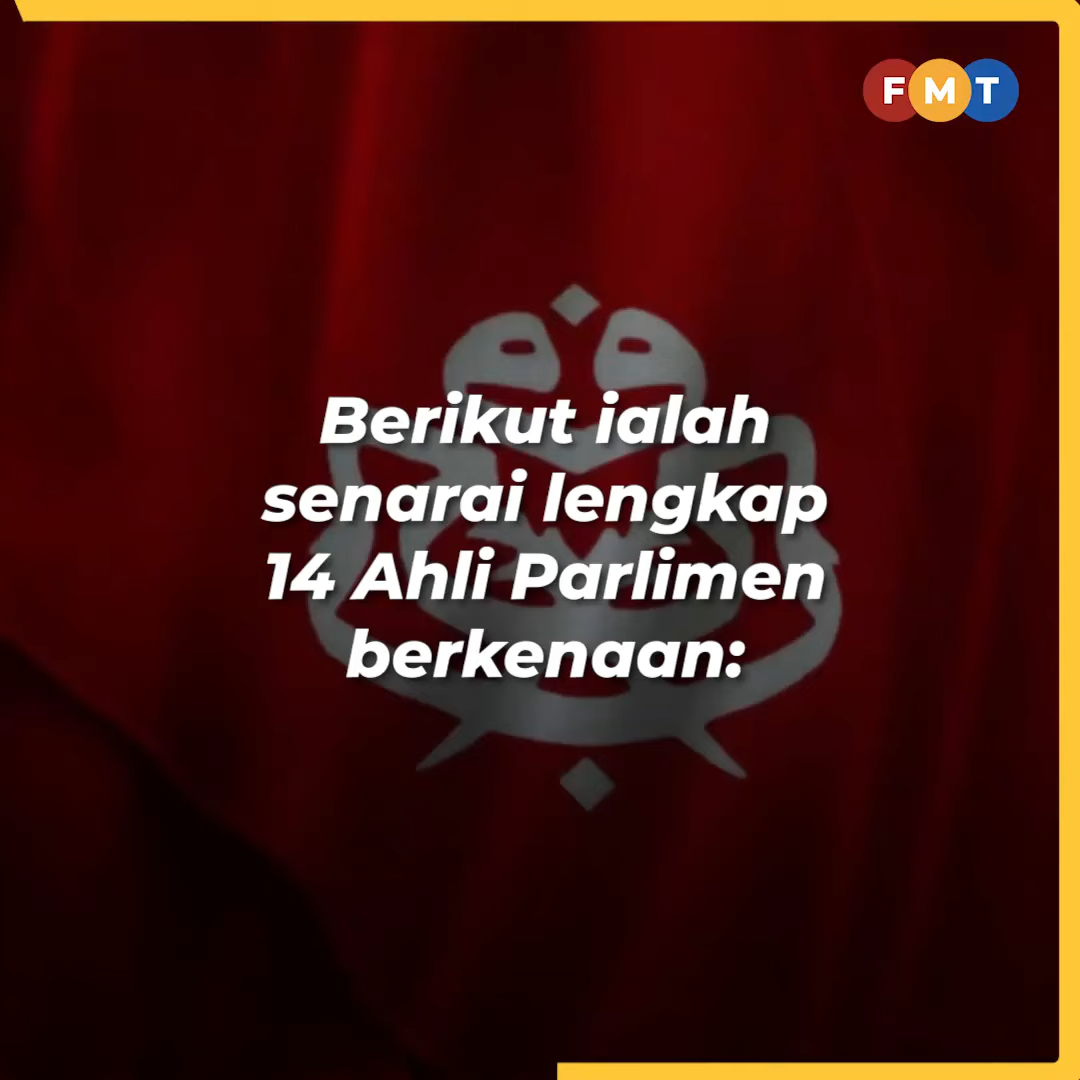 FMT
Berikut ialah
senarai lengkap
14 Ahli Parlimen
berkenaan: